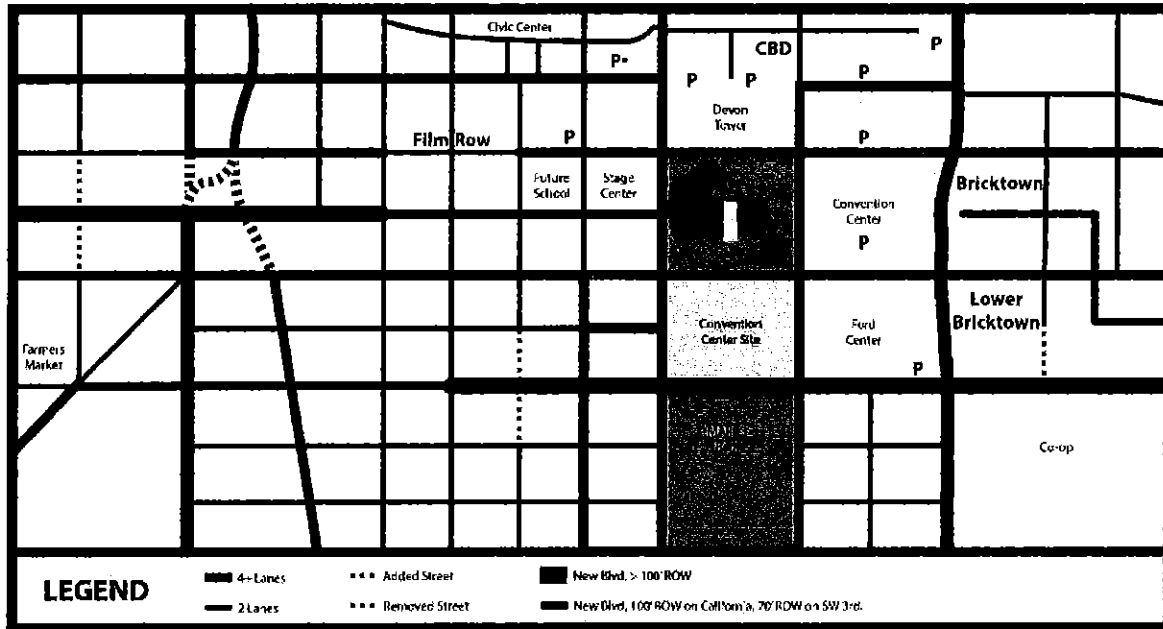 Civic Center
CBD
P
P•
P
P
P
Devon
Tower
Film Row
P
P
Future
School
Stage
Center
Bricktown
Convention
Center
P
Lower
Bricktown
Convention
Center Site
Ford
Center
Farmers
Market
P
Co-op
LEGEND
4+ Lanes
Added Street
New Blvd, > 100' ROW
2 Lanes
Removed Street
New Blvd, 100' ROW on California, 70' ROW on SW 3rd.